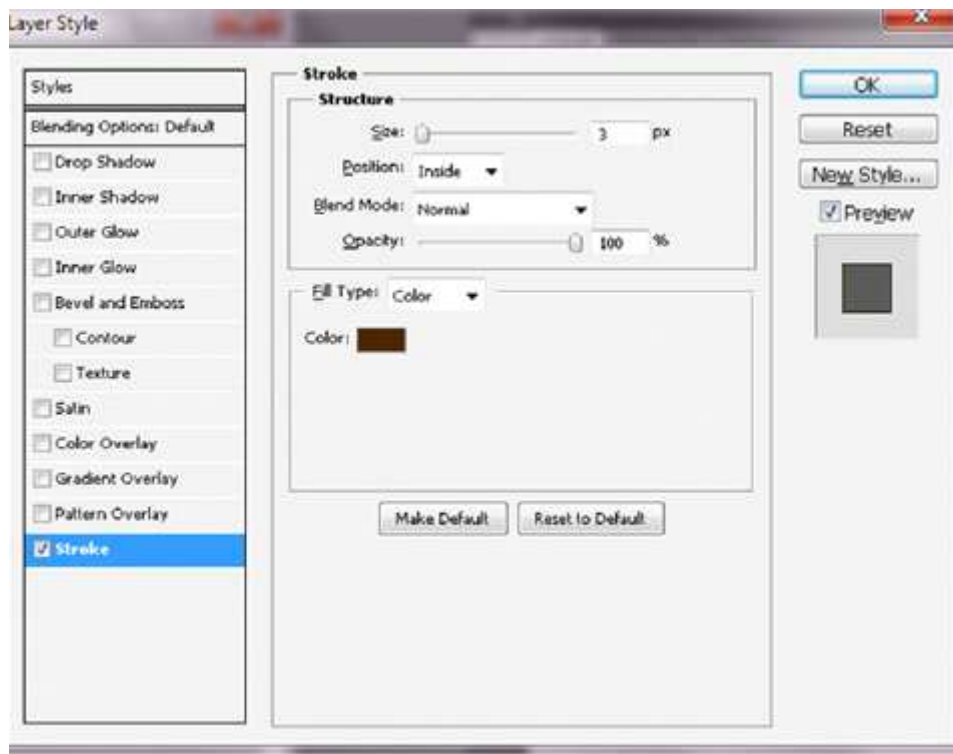 Layer Style
Styles
Blending Options: Default
Drop Shadow
Inner Shadow
Outer Glow
Inner Glow
Bevel and Emboss
Contour
Texture
Satin
Color Overlay
Gradient Overlay
Pattern Overlay
Stroke
Stroke
Structure
Size: 3 px
Position: Inside
Blend Mode: Normal
Opacity: 100 %
Fill Type: Color
Color:
Make Default Reset to Default
OK
Reset
New Style...
Preview